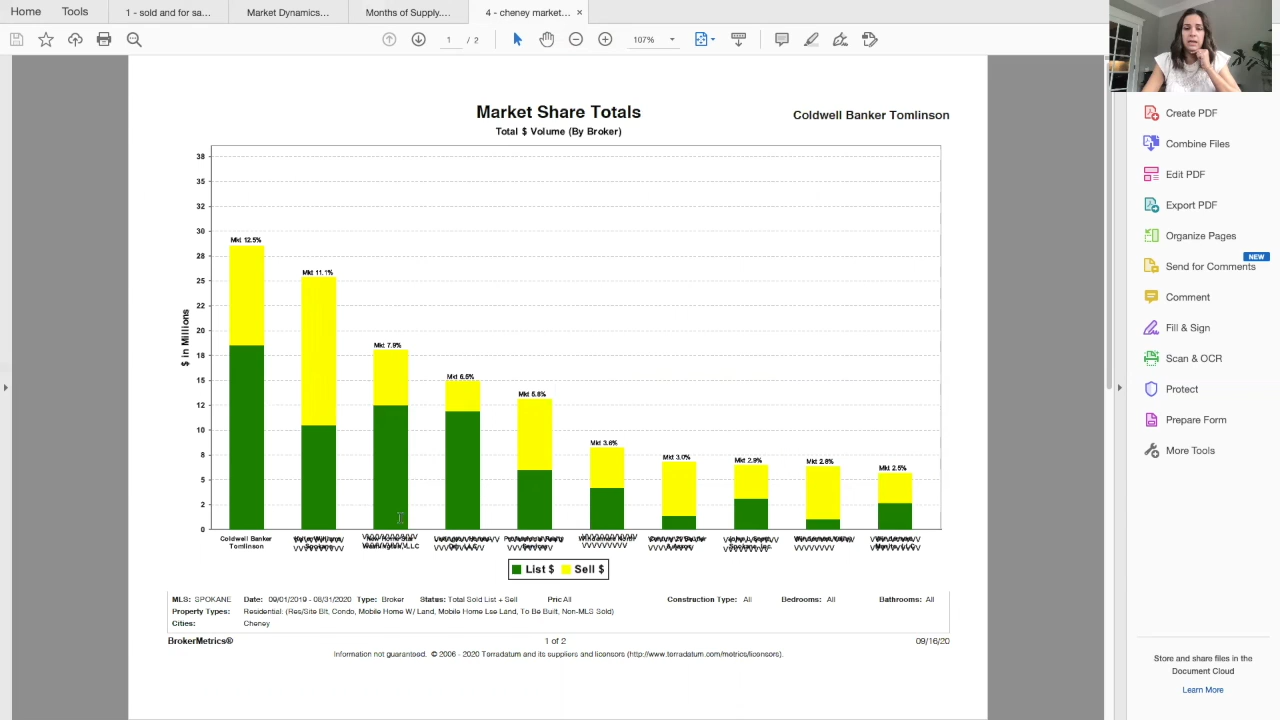 Home Tools 1 - sold and for sa... Market Dynamics... Months of Supply.... 4 - cheney market... ×
1 / 2 107%
Market Share Totals
Coldwell Banker Tomlinson
Total $ Volume (By Broker)
38
35
32
30
28
25
22
20
18
15
12
10
8
5
2
0
$ in Millions
Mkt 12.5%
Mkt 11.1%
Mkt 7.9%
Mkt 6.5%
Mkt 5.8%
Mkt 3.6%
Mkt 3.0%
Mkt 2.9%
Mkt 2.8%
Mkt 2.5%
Coldwell Banker
Tomlinson
List $ Sell $
MLS: SPOKANE Date: 09/01/2019 - 08/31/2020 Type: Broker Status: Total Sold List + Sell Pric:All Construction Type: All Bedrooms: All Bathrooms: All
Property Types: Residential: (Res/Site Blt, Condo, Mobile Home W/ Land, Mobile Home Lse Land, To Be Built, Non-MLS Sold)
Cities: Cheney
BrokerMetrics® 1 of 2 09/16/20
Information not guaranteed. © 2006 - 2020 Terradatum and its suppliers and licensors (http://www.terradatum.com/metrics/licensors).
Create PDF
Combine Files
Edit PDF
Export PDF
Organize Pages
NEW
Send for Comments
Comment
Fill & Sign
Scan & OCR
Protect
Prepare Form
More Tools
Store and share files in the
Document Cloud
Learn More